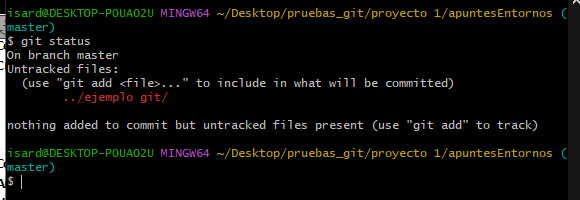 isard@DESKTOP-POUAO2U MINGW64 ~/Desktop/pruebas_git/proyecto 1/apuntesEntornos (
master)
$ git status
On branch master
Untracked files:
  (use "git add <file>..." to include in what will be committed)
        ../ejemplo git/

nothing added to commit but untracked files present (use "git add" to track)

isard@DESKTOP-POUAO2U MINGW64 ~/Desktop/pruebas_git/proyecto 1/apuntesEntornos (
master)
$